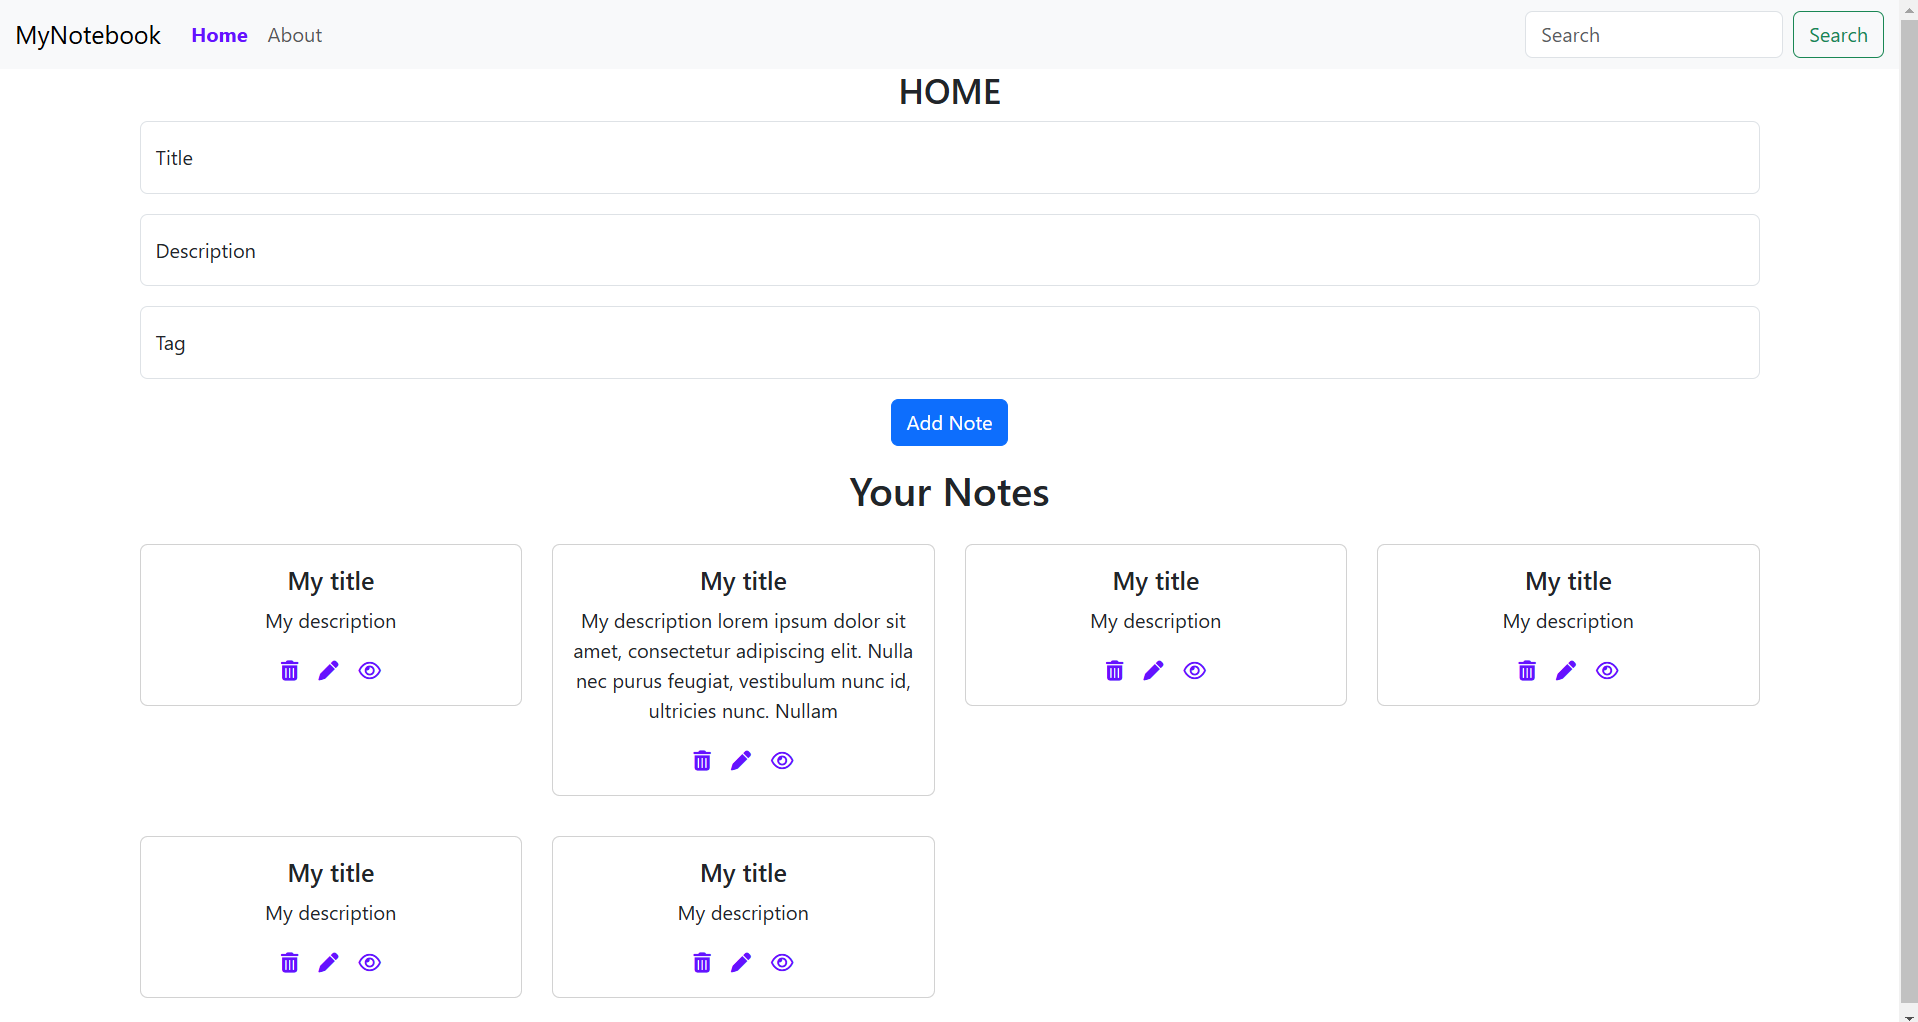 MyNotebook Home About Search Search
HOME
Title
Description
Tag
Add Note
Your Notes
My title
My description
My title
My description lorem ipsum dolor sit
amet, consectetur adipiscing elit. Nulla
nec purus feugiat, vestibulum nunc id,
ultricies nunc. Nullam
My title
My description
My title
My description
My title
My description
My title
My description